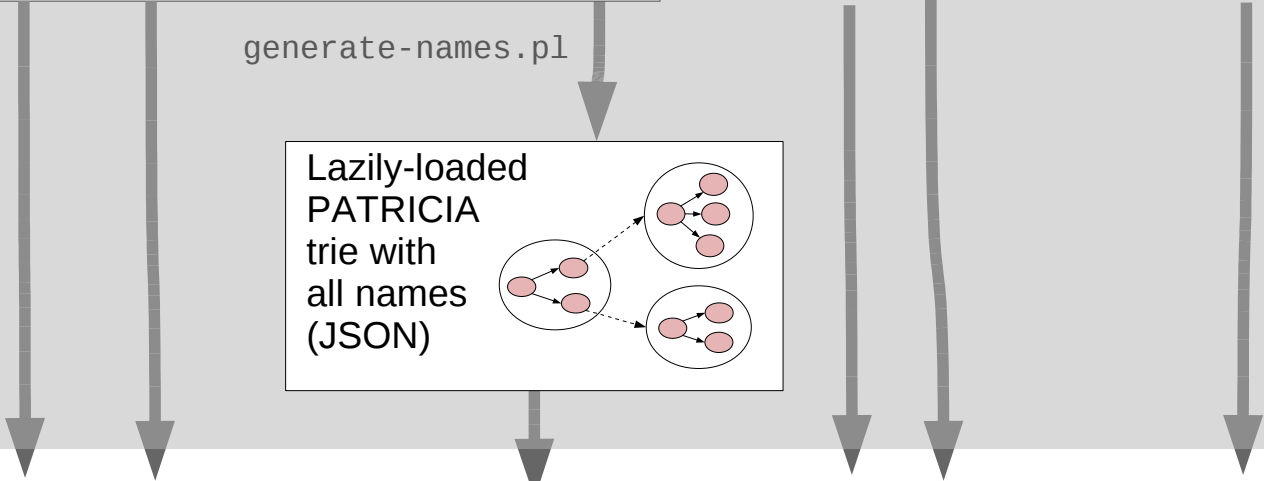 generate-names.pl
Lazily-loaded
PATRICIA
trie with
all names
(JSON)